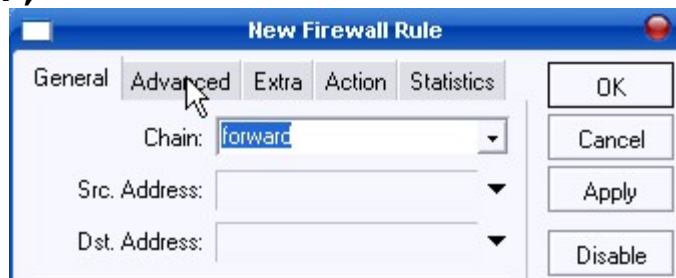 New Firewall Rule
General Advanced Extra Action Statistics
OK
Chain: forward
Cancel
Src. Address:
Apply
Dst. Address:
Disable